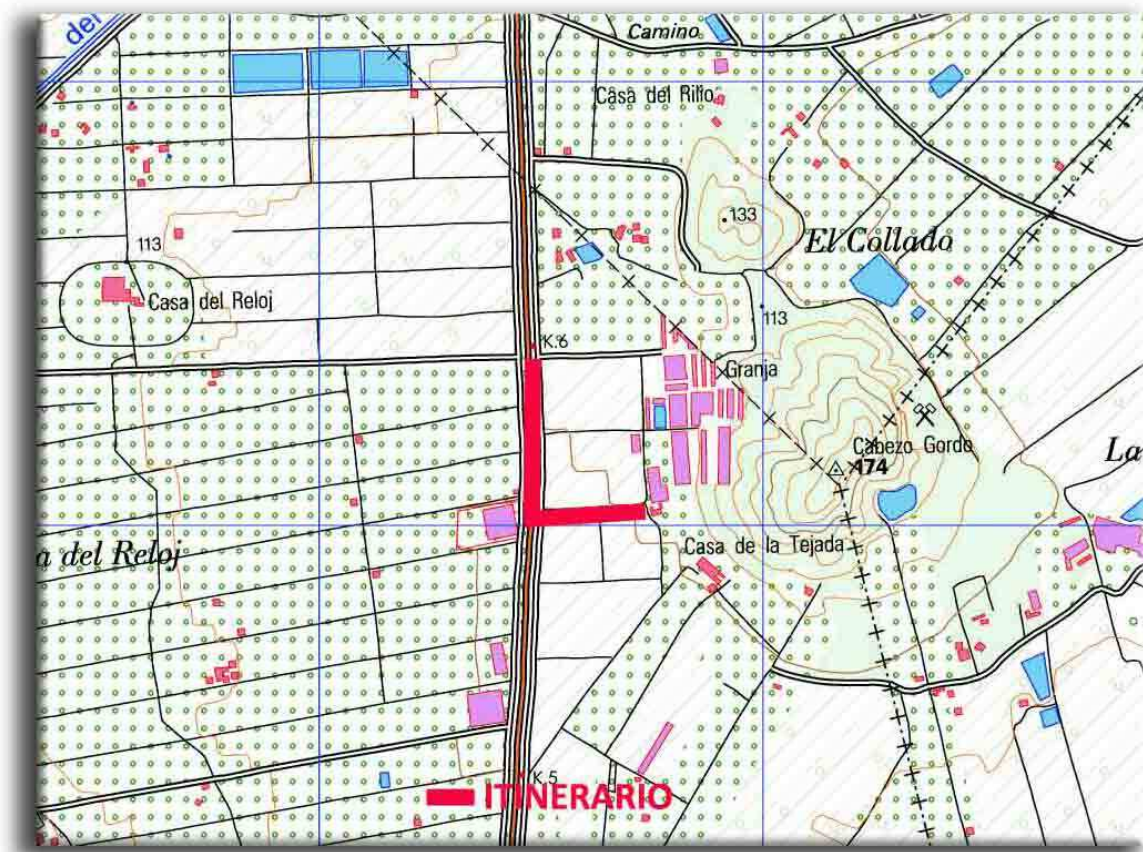 del
Camino
Casa del Rillo
133
El Collado
113
Casa del Reloj
113
K.6
Granja
Cabezo Gordo
174
La
a del Reloj
Casa de la Tejada
K.5
ITINERARIO